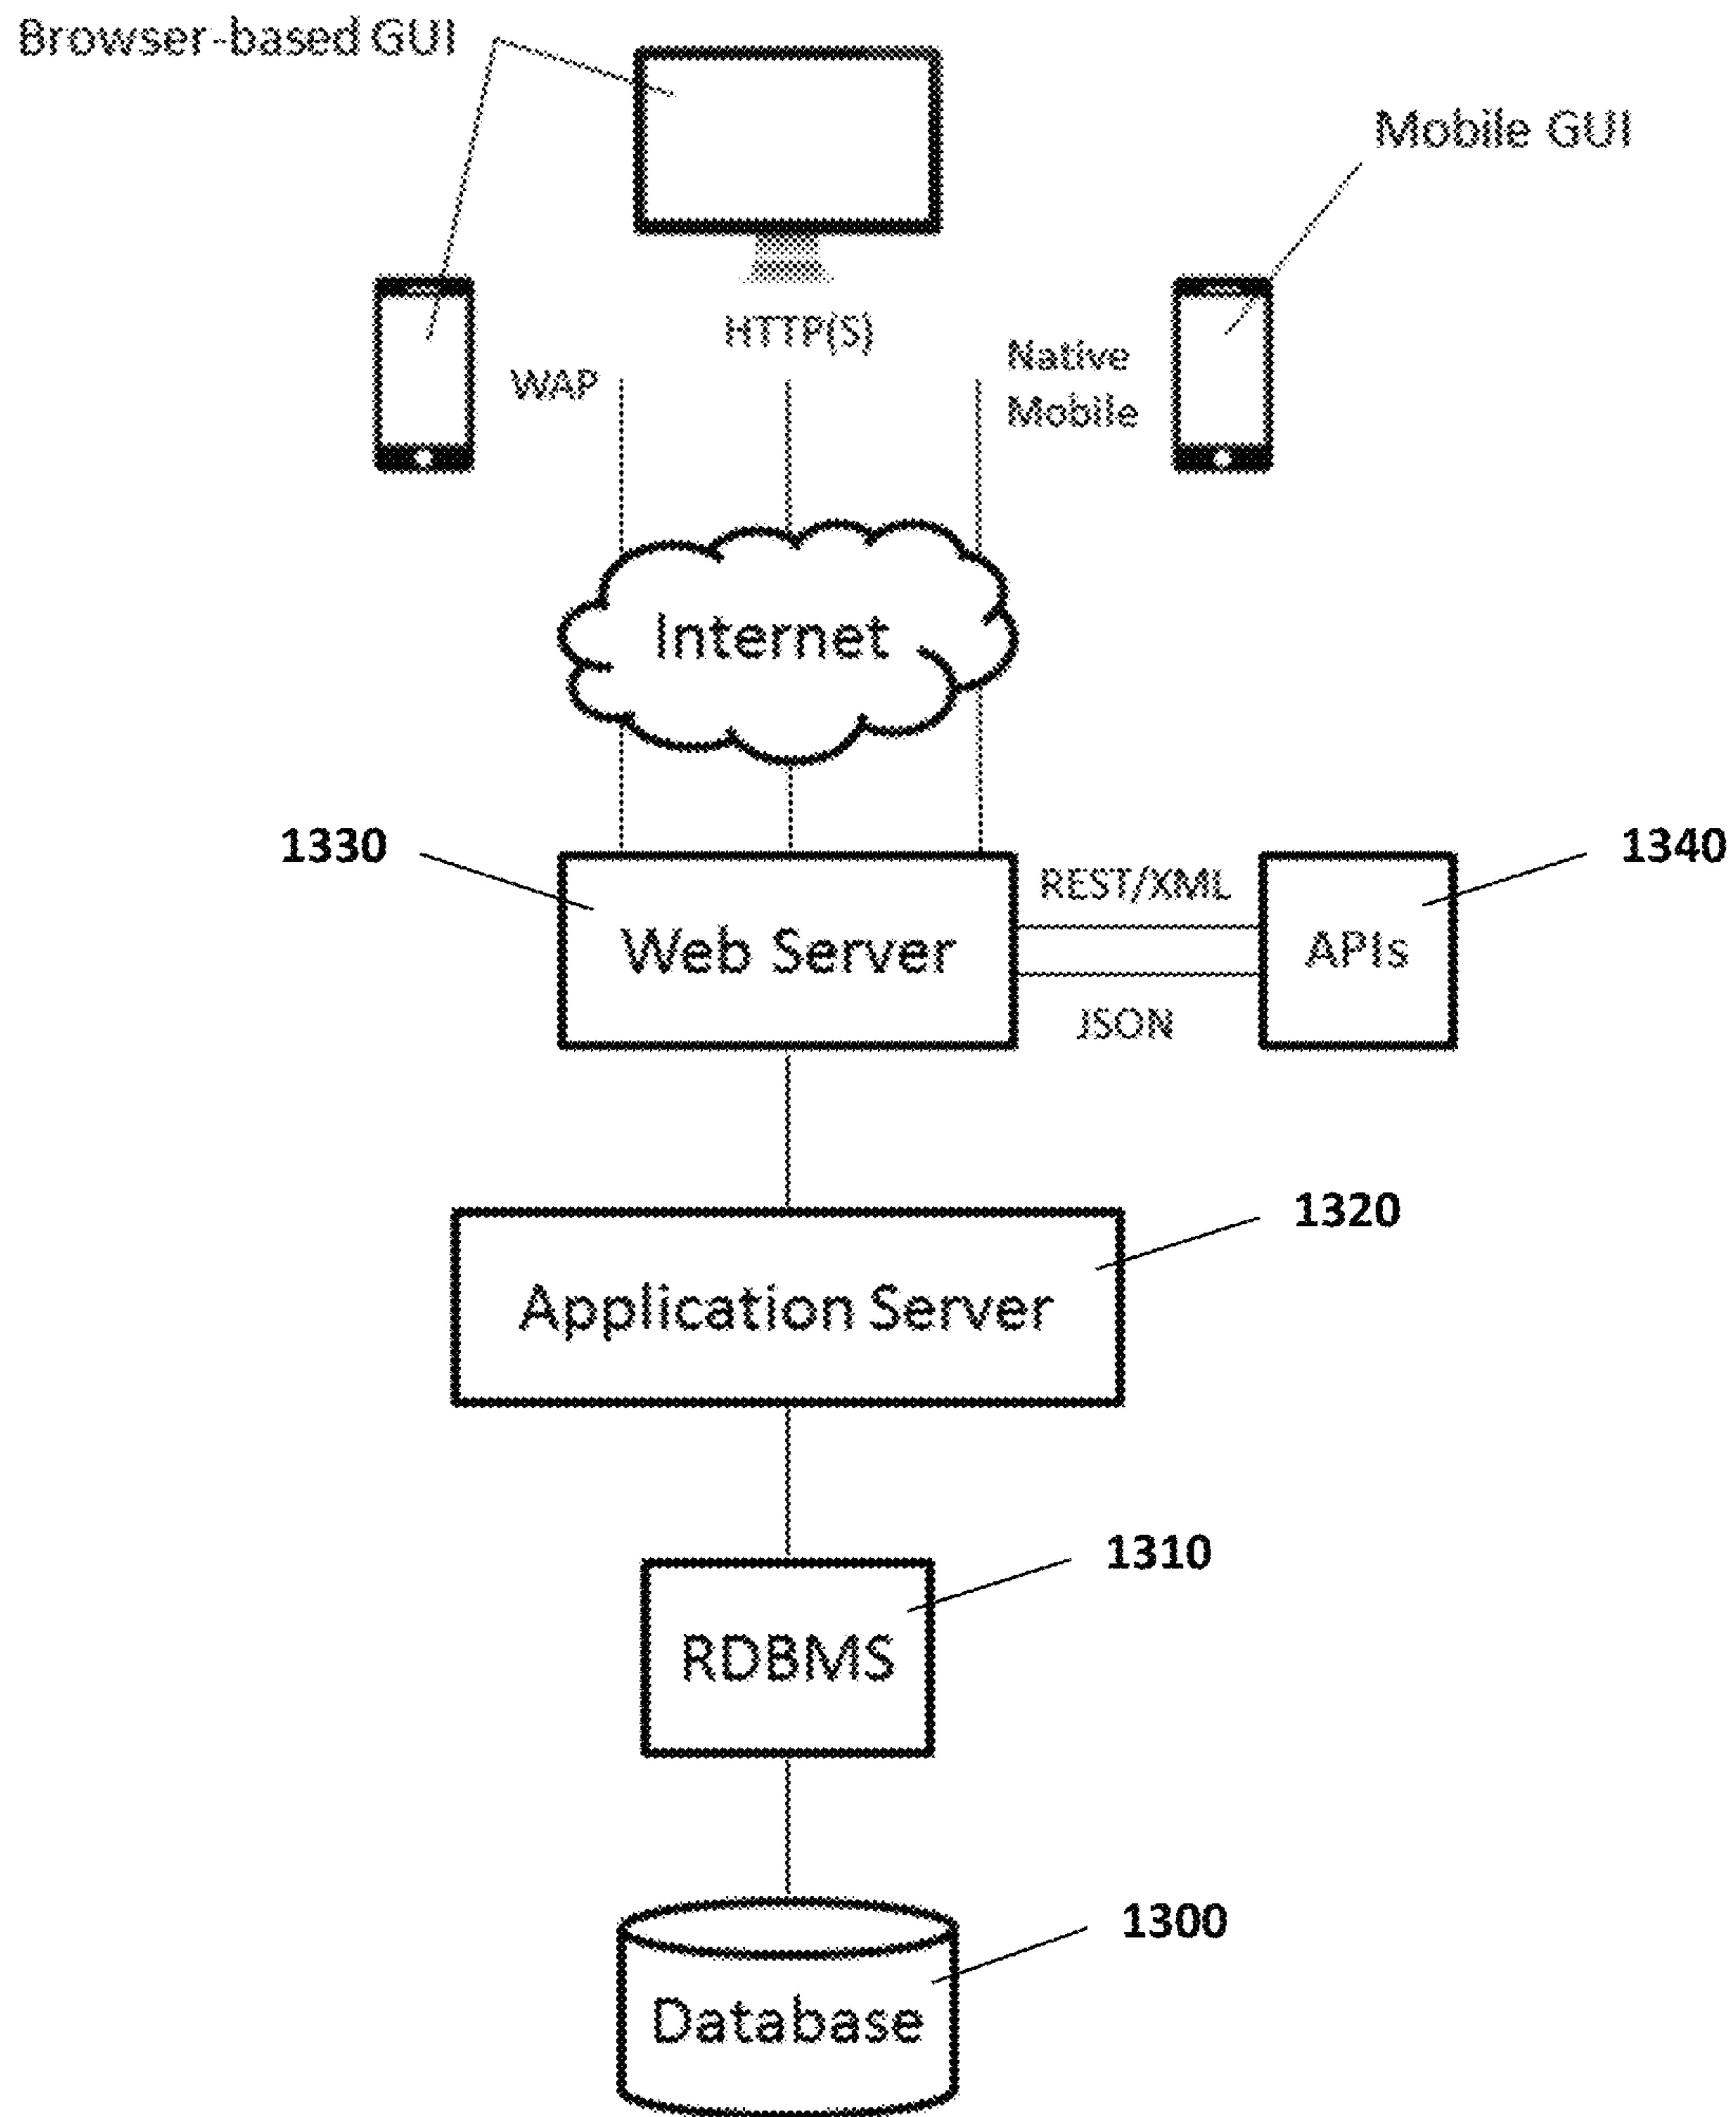 Browser-based GUI
Mobile GUI
HTTP(S)
WAP
Native
Mobile
Internet
1330
1340
REST/XML
Web Server
APIs
JSON
1320
Application Server
1310
RDBMS
1300
Database